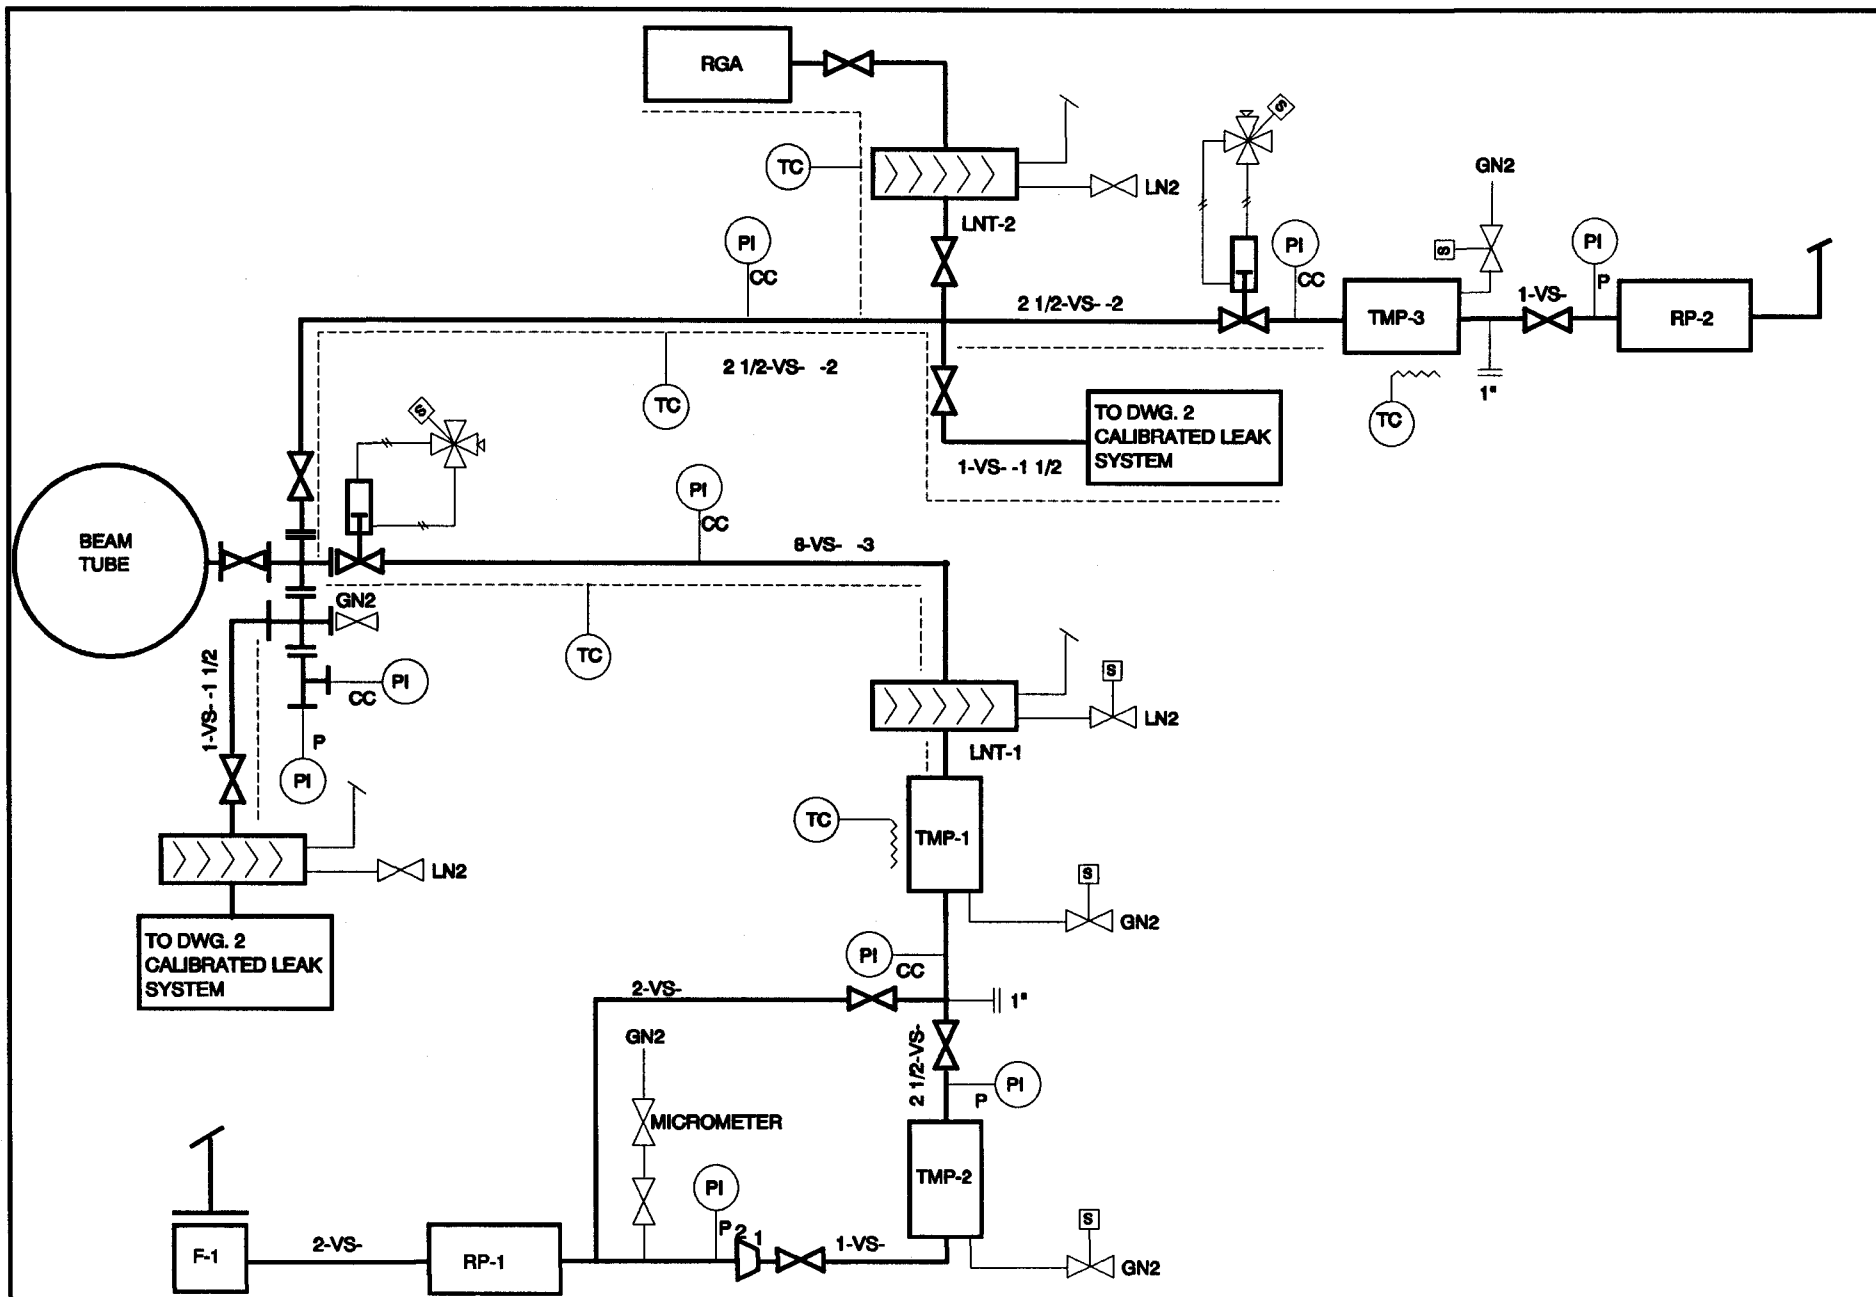 RGA
S
TC
LN2
GN2
LNT-2
PI
CC
PI
CC
S
PI
P
1-VS-
2 1/2-VS- -2
TMP-3
RP-2
2 1/2-VS- -2
TC
1"
TC
S
TO DWG. 2
CALIBRATED LEAK
SYSTEM
1-VS- -1 1/2
PI
CC
BEAM
TUBE
8-VS- -3
GN2
TC
1-VS- -1 1/2
CC
PI
S
LN2
P
PI
LNT-1
TC
TMP-1
LN2
S
GN2
TO DWG. 2
CALIBRATED LEAK
SYSTEM
PI
CC
2-VS-
1"
GN2
2 1/2-VS-
PI
P
MICROMETER
TMP-2
PI
P
2
1
1-VS-
S
GN2
F-1
2-VS-
RP-1